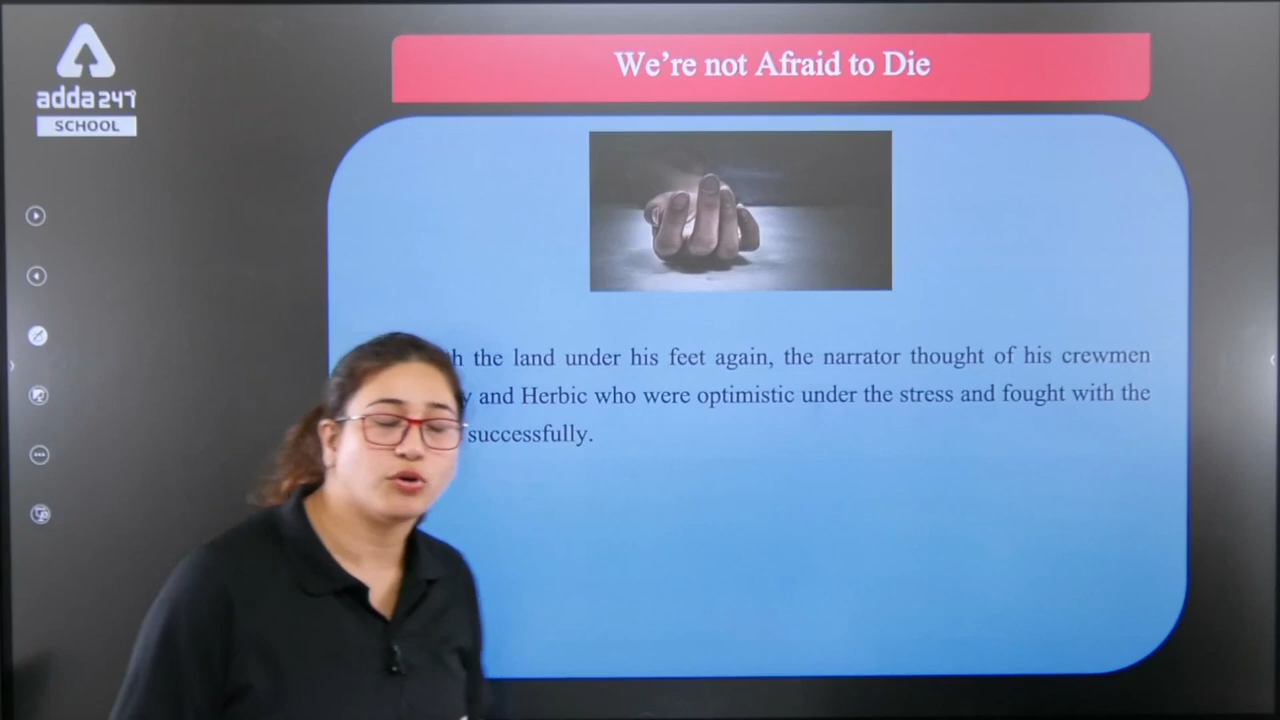 adda247
SCHOOL
We're not Afraid to Die
the land under his feet again, the narrator thought of his crewmen
and Herbic who were optimistic under the stress and fought with the
successfully.